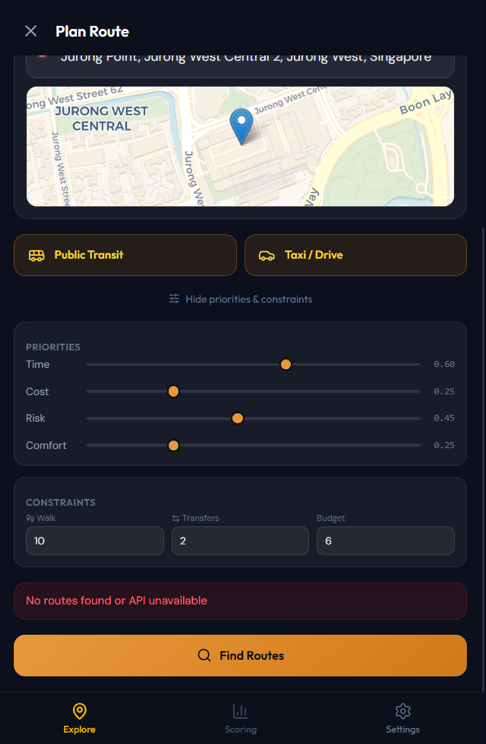 Plan Route
Jurong Point, Jurong West Central 2, Jurong West, Singapore
ong West Street 62
JURONG WEST
CENTRAL
Jurong West Cen
Boon Lay
Jurong West St
Jurong We
Way
Public Transit
Taxi / Drive
Hide priorities & constraints
PRIORITIES
Time 0.60
Cost 0.25
Risk 0.45
Comfort 0.25
CONSTRAINTS
Walk Transfers Budget
10 2 6
No routes found or API unavailable
Find Routes
Explore Scoring Settings